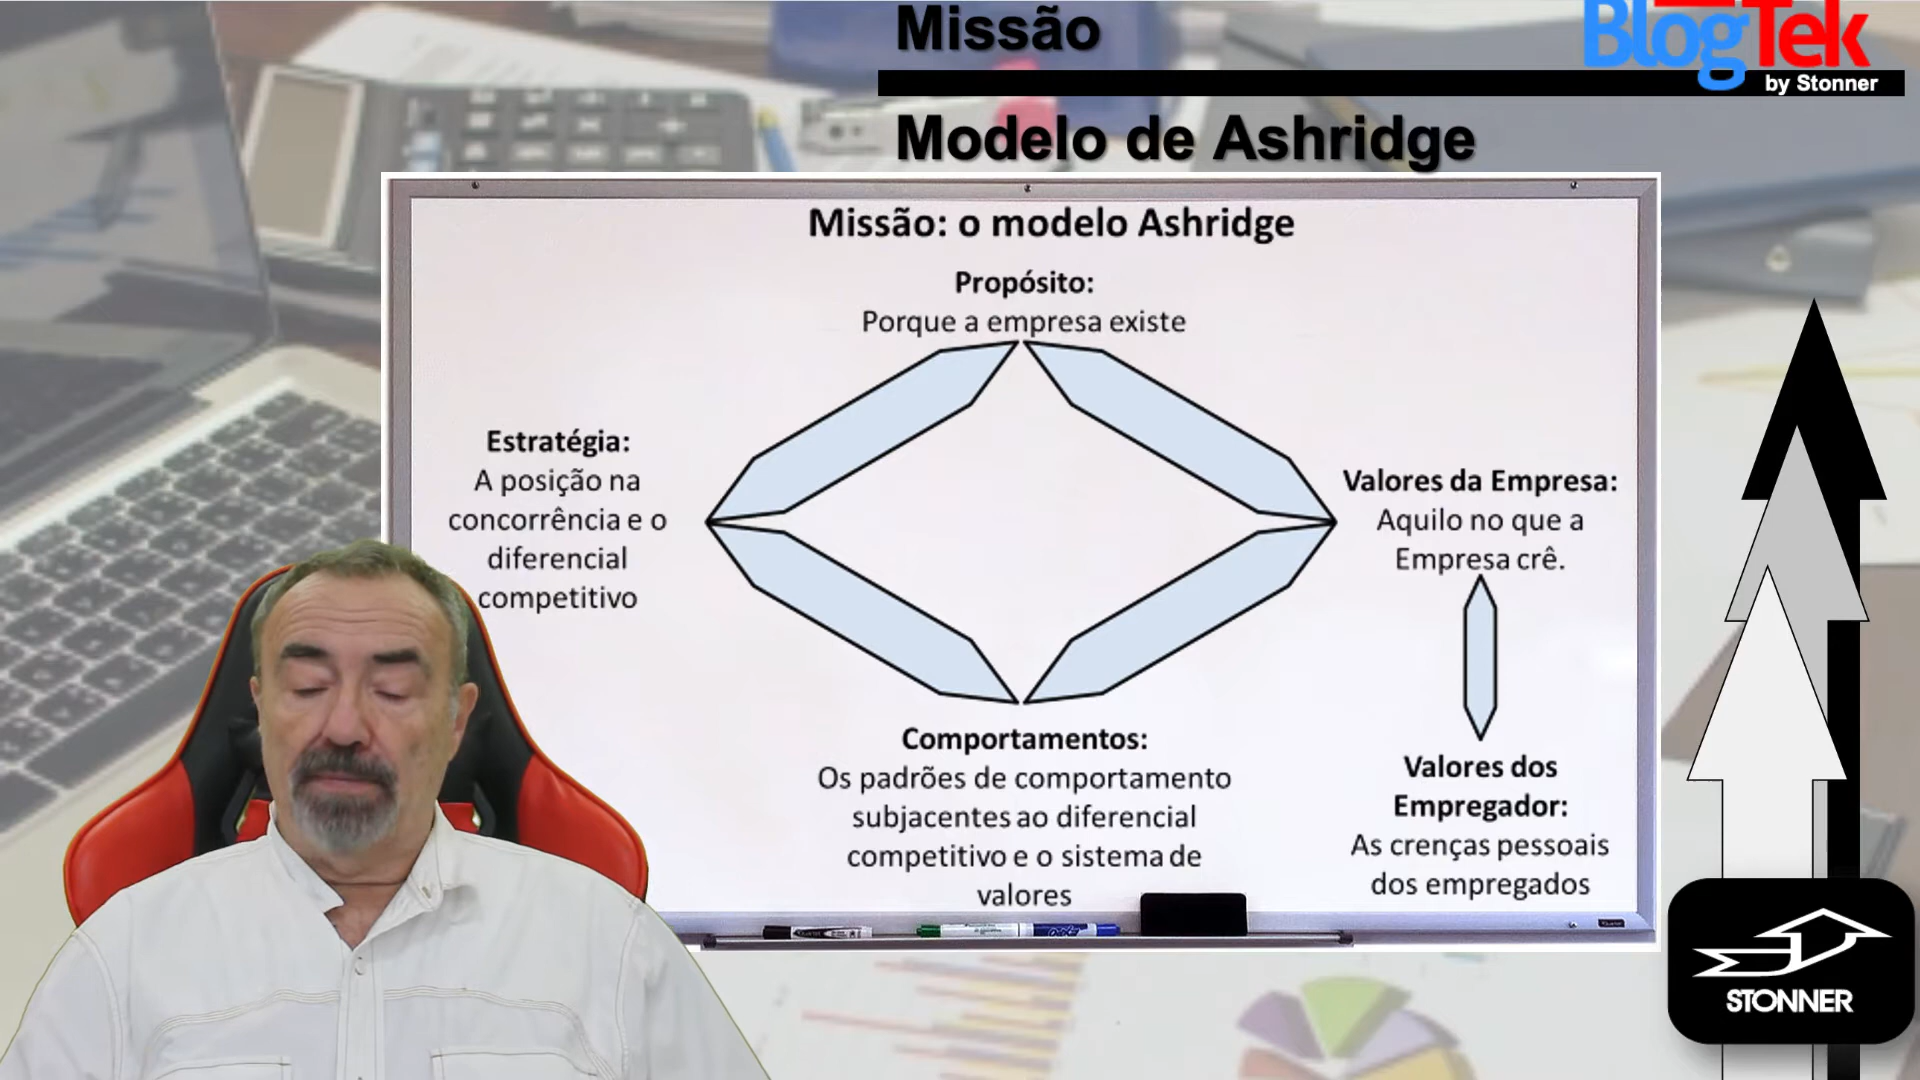 Missão
BlogTek
by Stonner
Modelo de Ashridge
Missão: o modelo Ashridge
Propósito:
Porque a empresa existe
Estratégia:
A posição na
concorrência e o
diferencial
competitivo
Valores da Empresa:
Aquilo no que a
Empresa crê.
Comportamentos:
Os padrões de comportamento
subjacentes ao diferencial
competitivo e o sistema de
valores
Valores dos
Empregador:
As crenças pessoais
dos empregados
STONNER